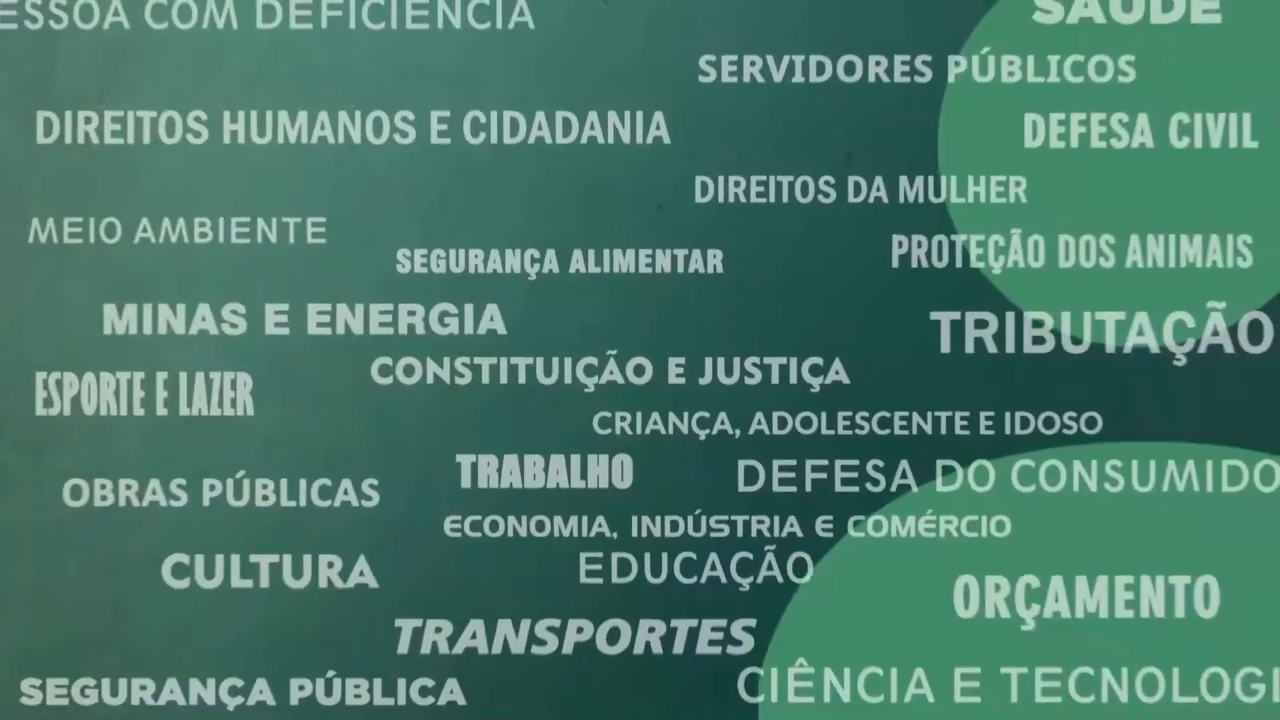 ESSOA COM DEFICIÊNCIA
SAÚDE
SERVIDORES PÚBLICOS
DIREITOS HUMANOS E CIDADANIA
DEFESA CIVIL
DIREITOS DA MULHER
MEIO AMBIENTE
SEGURANÇA ALIMENTAR
PROTEÇÃO DOS ANIMAIS
MINAS E ENERGIA
TRIBUTAÇÃO
CONSTITUIÇÃO E JUSTIÇA
ESPORTE E LAZER
CRIANÇA, ADOLESCENTE E IDOSO
TRABALHO
DEFESA DO CONSUMIDO
OBRAS PÚBLICAS
ECONOMIA, INDÚSTRIA E COMÉRCIO
CULTURA
EDUCAÇÃO
ORÇAMENTO
TRANSPORTES
SEGURANÇA PÚBLICA
CIÊNCIA E TECNOLOGI